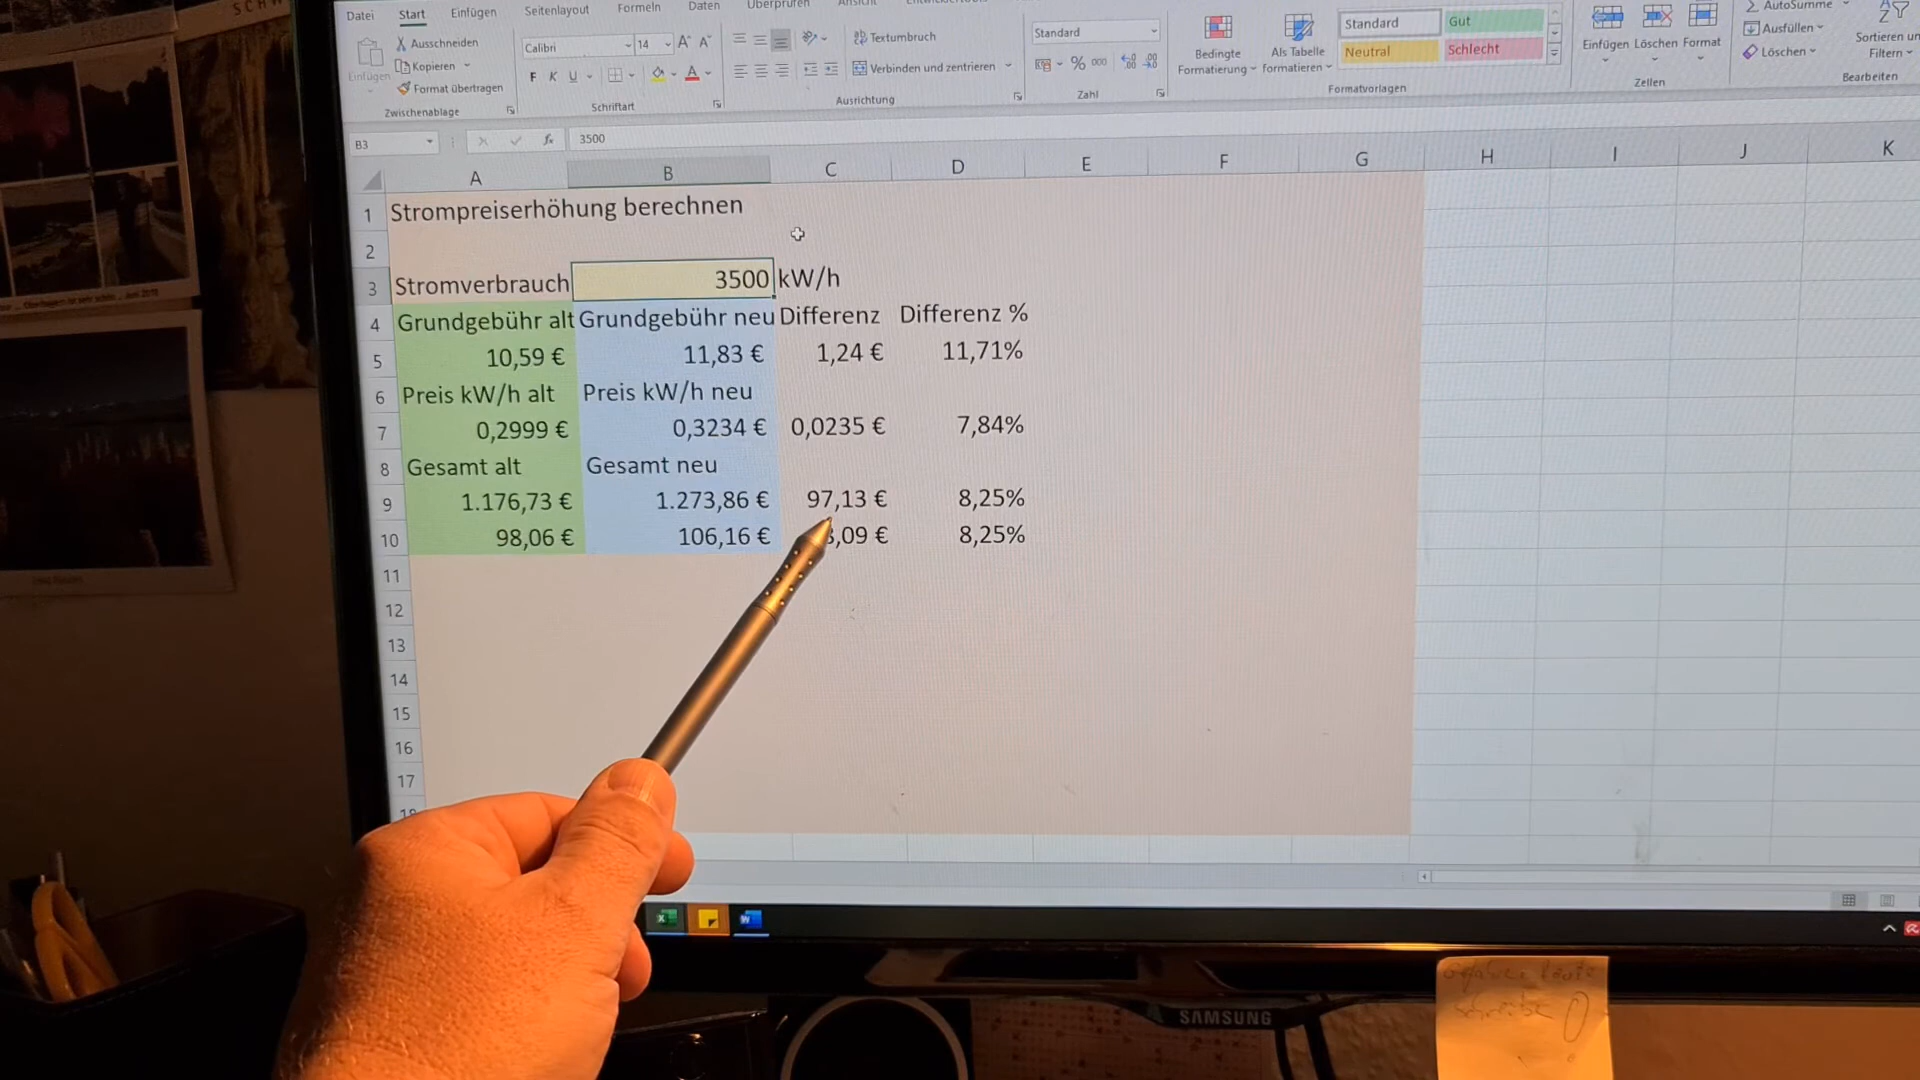 Datei Start Einfügen Seitenlayout Formeln Daten Überprüfen Ansicht
Einfügen
Ausschneiden
Kopieren
Format übertragen
Zwischenablage
Calibri 14
F K U
Schriftart
Textumbruch
Verbinden und zentrieren
Ausrichtung
Standard
% 000
Zahl
Bedingte Formatierung
Als Tabelle formatieren
Standard Gut
Neutral Schlecht
Formatvorlagen
Einfügen Löschen Format
Zellen
AutoSumme
Ausfüllen
Löschen
Sortieren
Filtern
Bearbeiten
B3 fx 3500
A B C D E F G H I J K
1 Strompreiserhöhung berechnen
2
3 Stromverbrauch 3500 kW/h
4 Grundgebühr alt Grundgebühr neu Differenz Differenz %
5 10,59 € 11,83 € 1,24 € 11,71%
6 Preis kW/h alt Preis kW/h neu
7 0,2999 € 0,3234 € 0,0235 € 7,84%
8 Gesamt alt Gesamt neu
9 1.176,73 € 1.273,86 € 97,13 € 8,25%
10 98,06 € 106,16 € ,09 € 8,25%
11
12
13
14
15
16
17
18
SAMSUNG